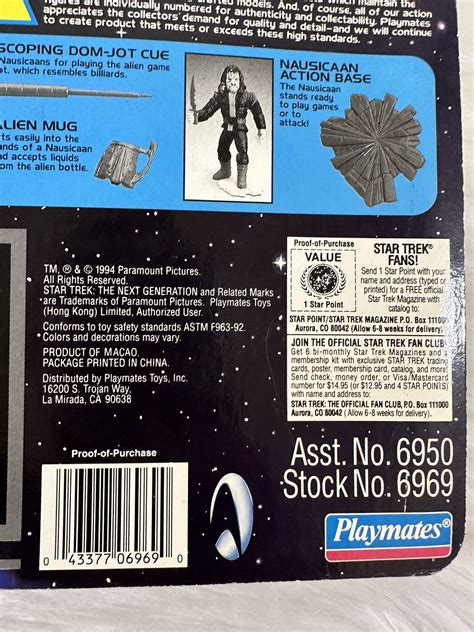 figures are individually numbered for authenticity and collectability. Playmates
appreciates the collectors demand for quality and detail—and we will continue
to create product that meets or exceeds these high standards.
SCOPING DOM-JOT CUE
Nausicaans for playing the alien game
which resembles billiards.
ALIEN MUG
fits easily into the
hands of a Nausicaan
and accepts liquids
from the alien bottle.
NAUSICAAN
ACTION BASE
The Nausicaan
stands ready
to play games
or to
attack!
TM, ® & © 1994 Paramount Pictures.
All Rights Reserved.
STAR TREK: THE NEXT GENERATION and Related Marks
are Trademarks of Paramount Pictures. Playmates Toys
(Hong Kong) Limited, Authorized User.
Conforms to toy safety standards ASTM F963-92.
Colors and decorations may vary.
PRODUCT OF MACAO.
PACKAGE PRINTED IN CHINA.
Distributed by Playmates Toys, Inc.
16200 S. Trojan Way,
La Mirada, CA 90638
Proof-of-Purchase
VALUE
1 Star Point
STAR TREK®
FANS!
Send 1 Star Point with your
name and address (typed or
printed) for a FREE official
Star Trek Magazine with
catalog to:
STAR POINT/STAR TREK MAGAZINE P.O. Box 111000
Aurora, CO 80042 (Allow 6-8 weeks for delivery)
JOIN THE OFFICIAL STAR TREK FAN CLUB!
Get 6 bi-monthly Star Trek Magazines and a
membership kit with exclusive STAR TREK trading
cards, poster, membership card, catalog, and more!
Send check, money order, or Visa/Mastercard
number for $14.95 (or $12.95 and 4 STAR POINTS)
with name and address to:
STAR TREK: THE OFFICIAL FAN CLUB, P.O. Box 111000
Aurora, CO 80042 (Allow 6-8 weeks for delivery).
Proof-of-Purchase
0 43377 06969 0
Asst. No. 6950
Stock No. 6969
Playmates®